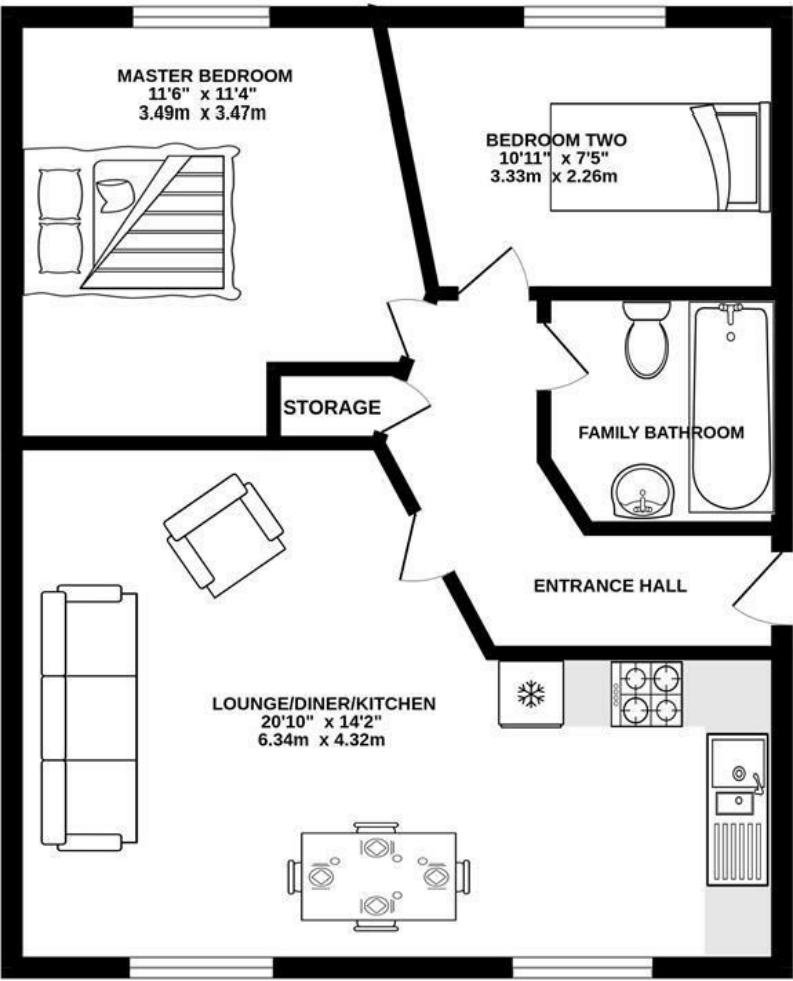 MASTER BEDROOM
11'6" x 11'4"
3.49m x 3.47m
BEDROOM TWO
10'11" x 7'5"
3.33m x 2.26m
STORAGE
FAMILY BATHROOM
ENTRANCE HALL
LOUNGE/DINER/KITCHEN
20'10" x 14'2"
6.34m x 4.32m